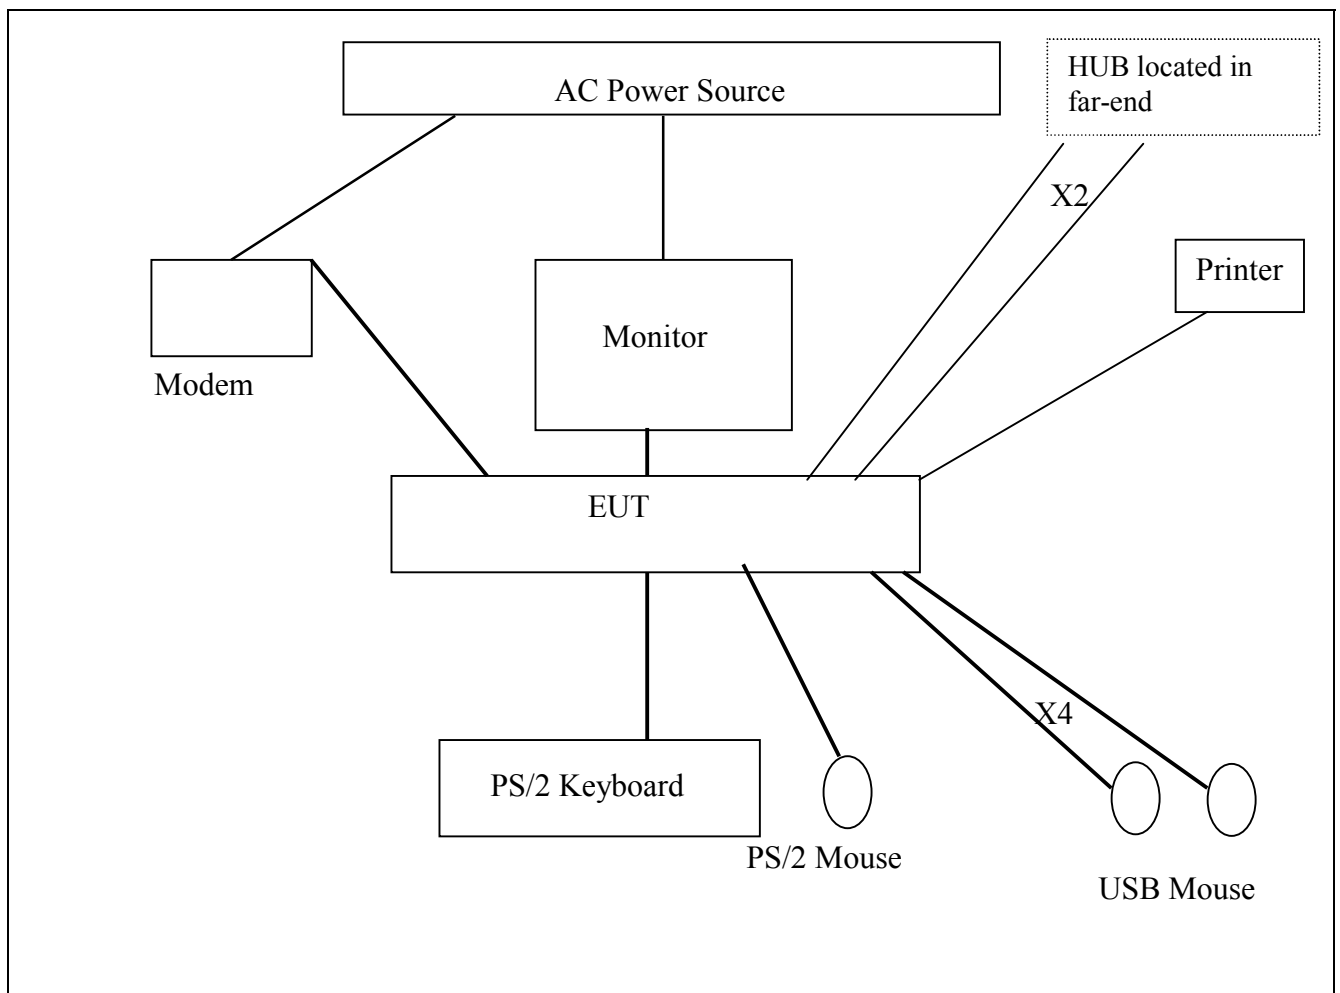 AC Power Source
HUB located in
far-end
X2
Printer
Monitor
Modem
EUT
X4
PS/2 Keyboard
PS/2 Mouse
USB Mouse